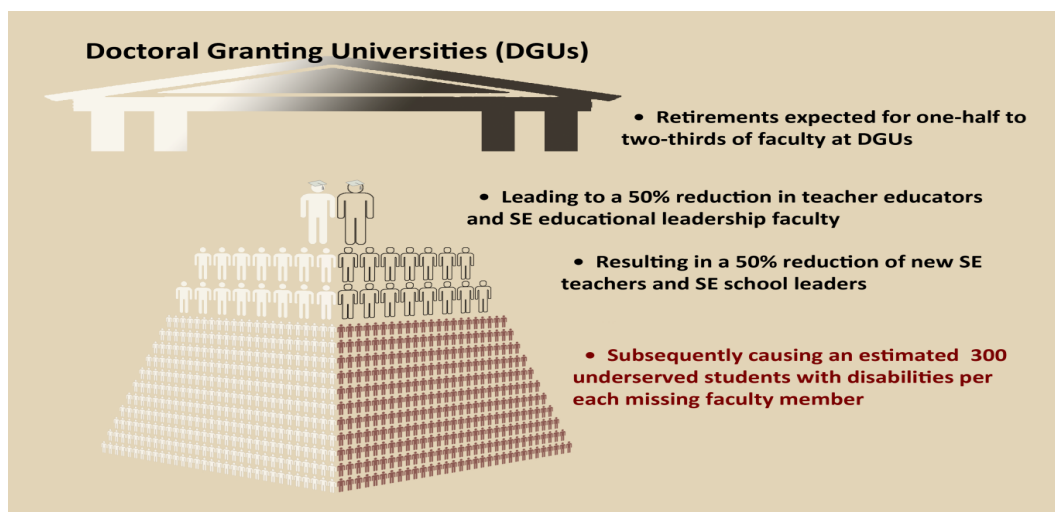 Doctoral Granting Universities (DGUs)
• Retirements expected for one-half to
two-thirds of faculty at DGUs
• Leading to a 50% reduction in teacher educators
and SE educational leadership faculty
• Resulting in a 50% reduction of new SE
teachers and SE school leaders
• Subsequently causing an estimated 300
underserved students with disabilities per
each missing faculty member